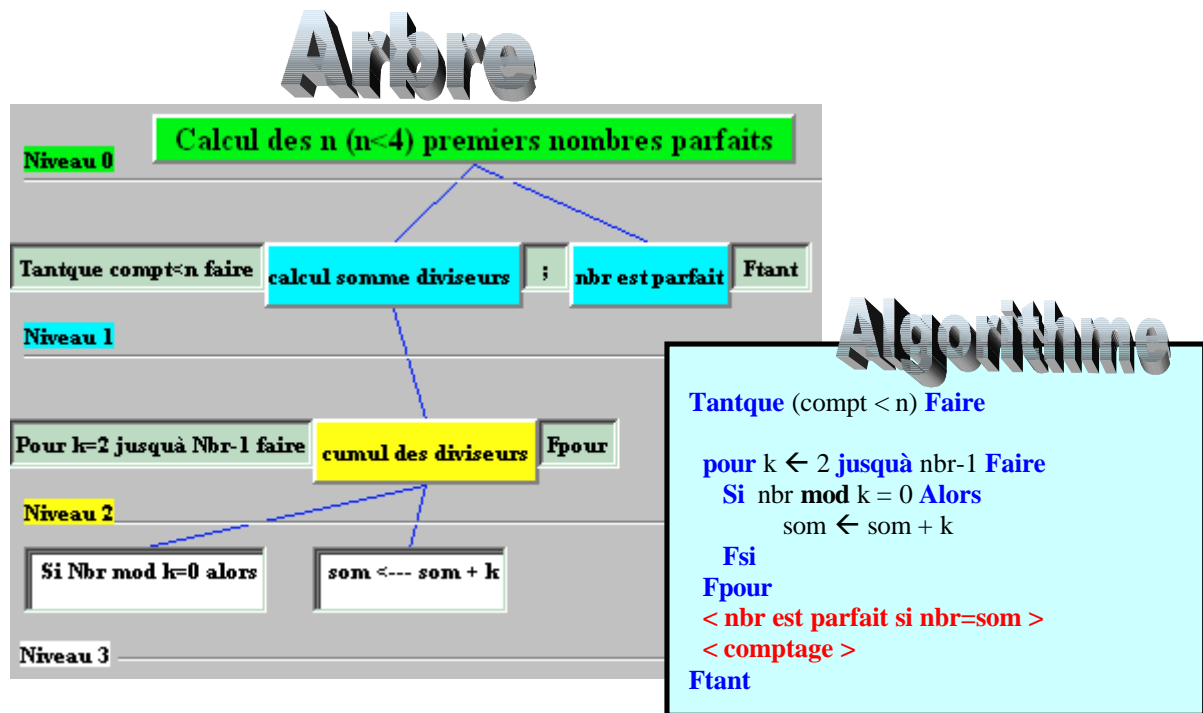 Arbre
Calcul des n (n<4) premiers nombres parfaits
Niveau 0
Tantque compt<n faire calcul somme diviseurs ; nbr est parfait Ftant
Niveau 1
Pour k=2 jusquà Nbr-1 faire cumul des diviseurs Fpour
Niveau 2
Si Nbr mod k=0 alors som <--- som + k
Niveau 3
Algorithme
Tantque (compt < n) Faire
pour k ← 2 jusquà nbr-1 Faire
Si nbr mod k = 0 Alors
som ← som + k
Fsi
Fpour
< nbr est parfait si nbr=som >
< comptage >
Ftant